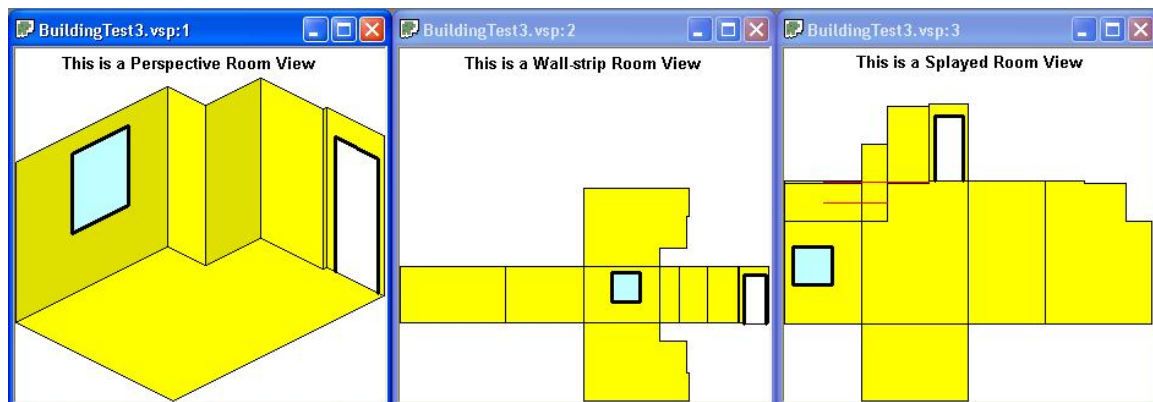 BuildingTest3.vsp:1
This is a Perspective Room View
BuildingTest3.vsp:2
This is a Wall-strip Room View
BuildingTest3.vsp:3
This is a Splayed Room View